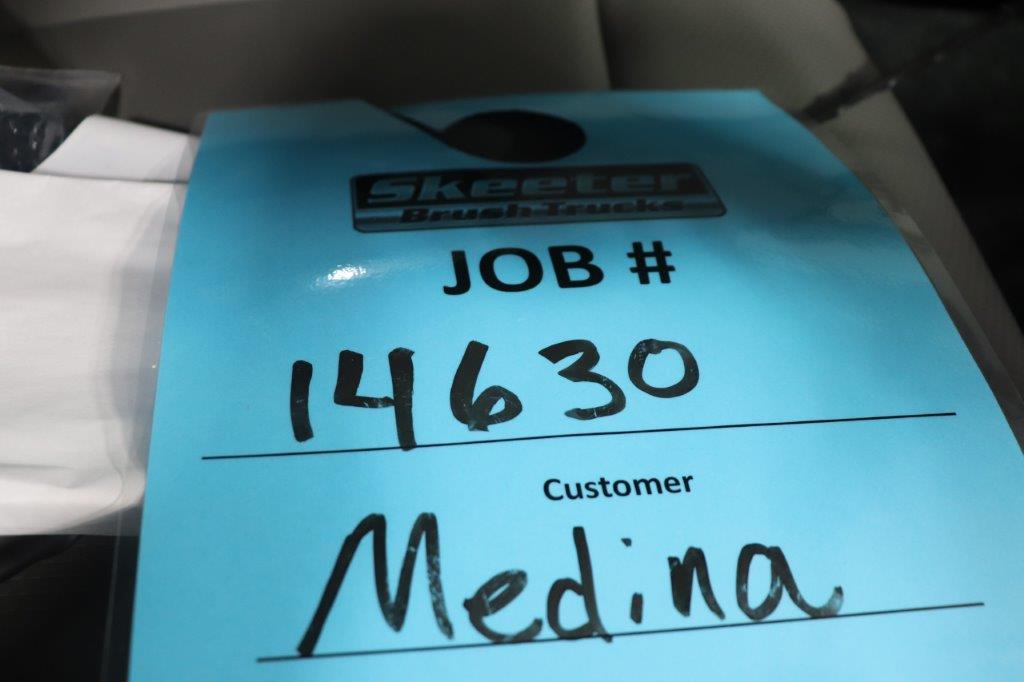 Skeeter
Brush Trucks
JOB #
14630
Customer
Medina